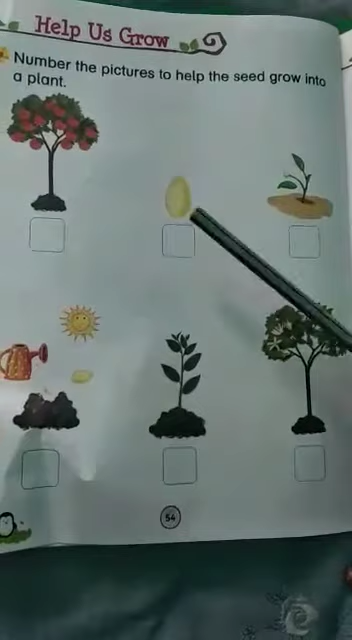 Help Us Grow
Number the pictures to help the seed grow into
a plant.
54